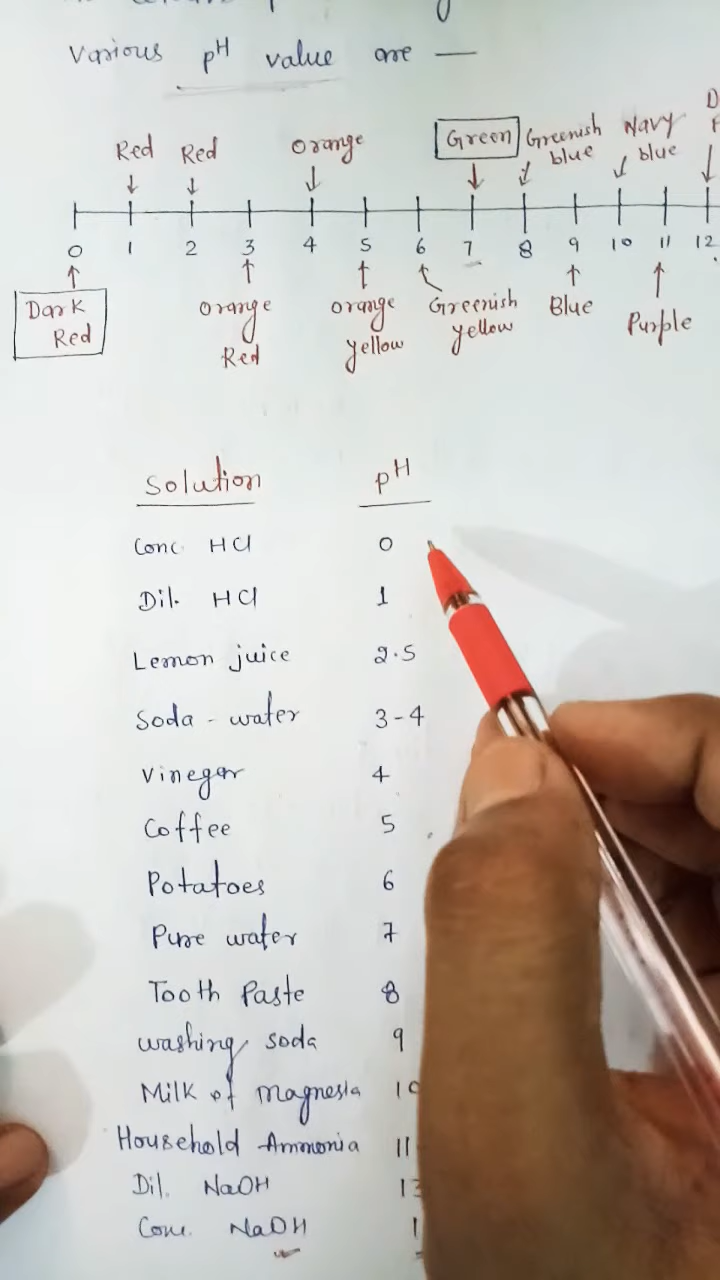 Various pH value are —
Red Red Orange Green Greenish blue Navy blue D
0 1 2 3 4 5 6 7 8 9 10 11 12
Dark Red
Orange Red
Orange yellow
Greenish yellow
Blue
Purple
Solution pH
Conc. HCl 0
Dil. HCl 1
Lemon juice 2.5
Soda - water 3-4
Vinegar 4
Coffee 5
Potatoes 6
Pure water 7
Tooth Paste 8
washing soda 9
Milk of magnesia 10
Household Ammonia 11
Dil. NaOH 13
Conc. NaOH 1